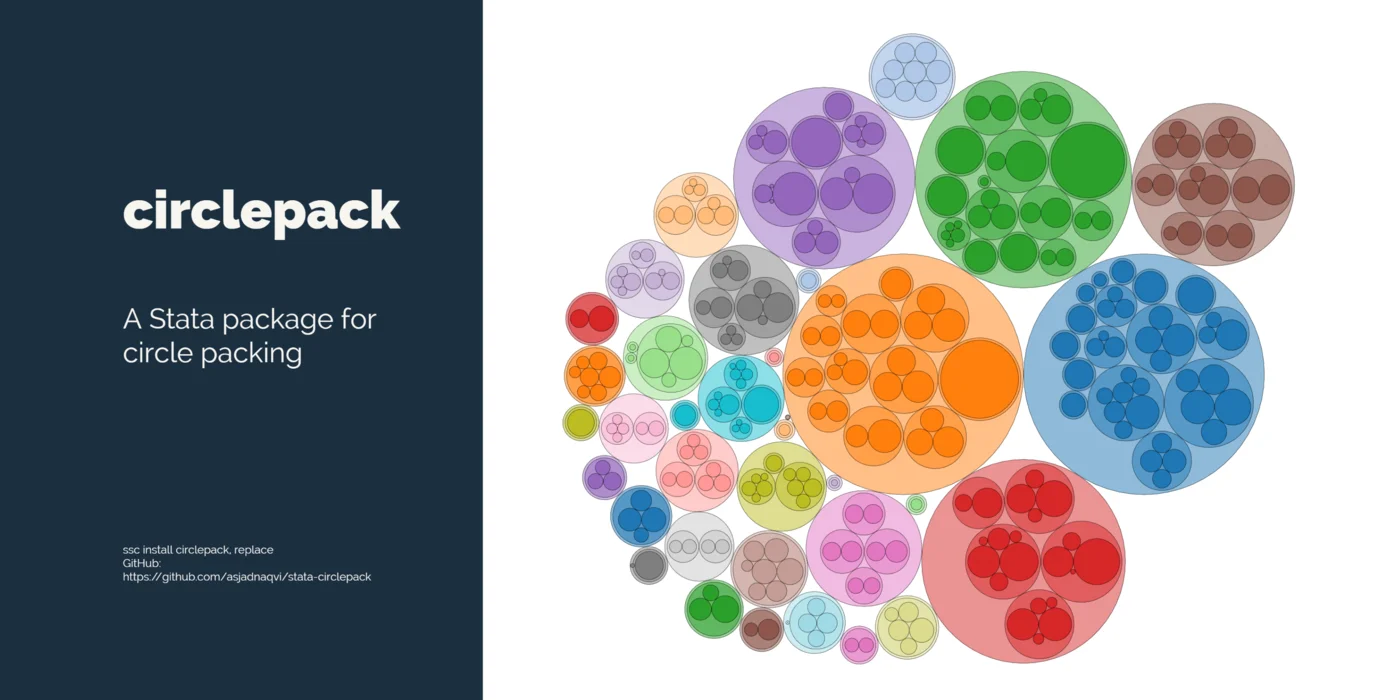 circlepack
A Stata package for
circle packing
ssc install circlepack, replace
GitHub:
https://github.com/asjadnaqvi/stata-circlepack